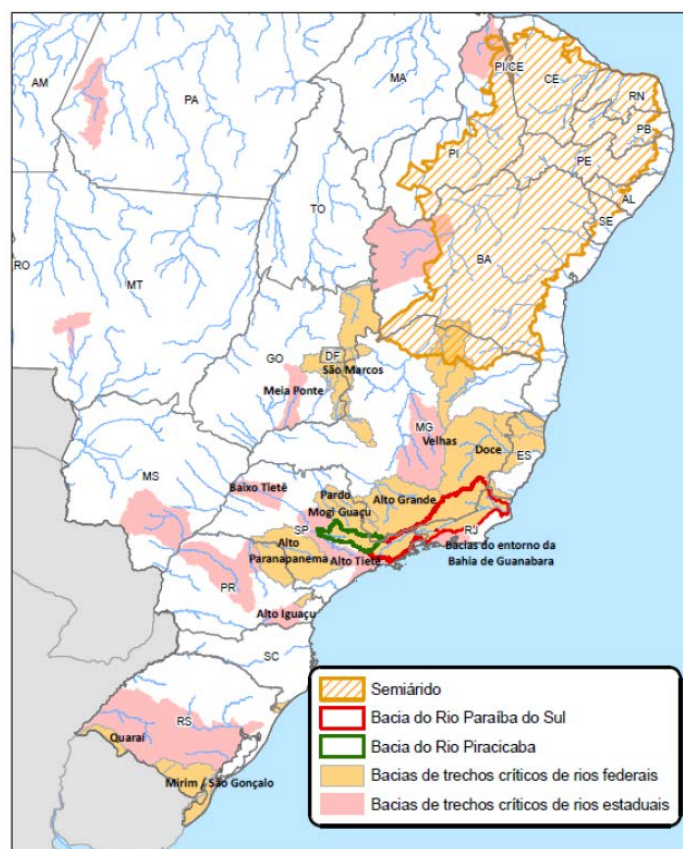 AM
PA
MA
PI/CE
CE
RN
PB
PI
PE
AL
SE
TO
BA
RO
MT
GO
DF
São Marcos
Meia Ponte
MG
Velhas
Doce
ES
MS
Baixo Tietê
Pardo
Alto Grande
Mogi Guaçu
SP
RJ
Alto
Paranapanema
Alto Tietê
Bacias do entorno da
Bahia de Guanabara
PR
Alto Iguaçu
SC
RS
Quaraí
Mirim / São Gonçalo
Semiárido
Bacia do Rio Paraíba do Sul
Bacia do Rio Piracicaba
Bacias de trechos críticos de rios federais
Bacias de trechos críticos de rios estaduais